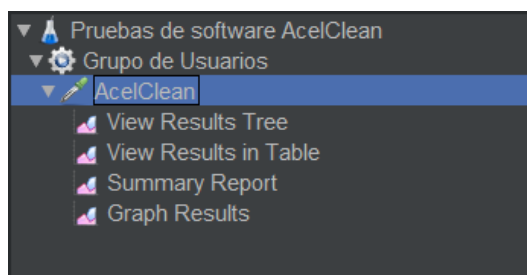 Pruebas de software AcelClean
Grupo de Usuarios
AcelClean
View Results Tree
View Results in Table
Summary Report
Graph Results